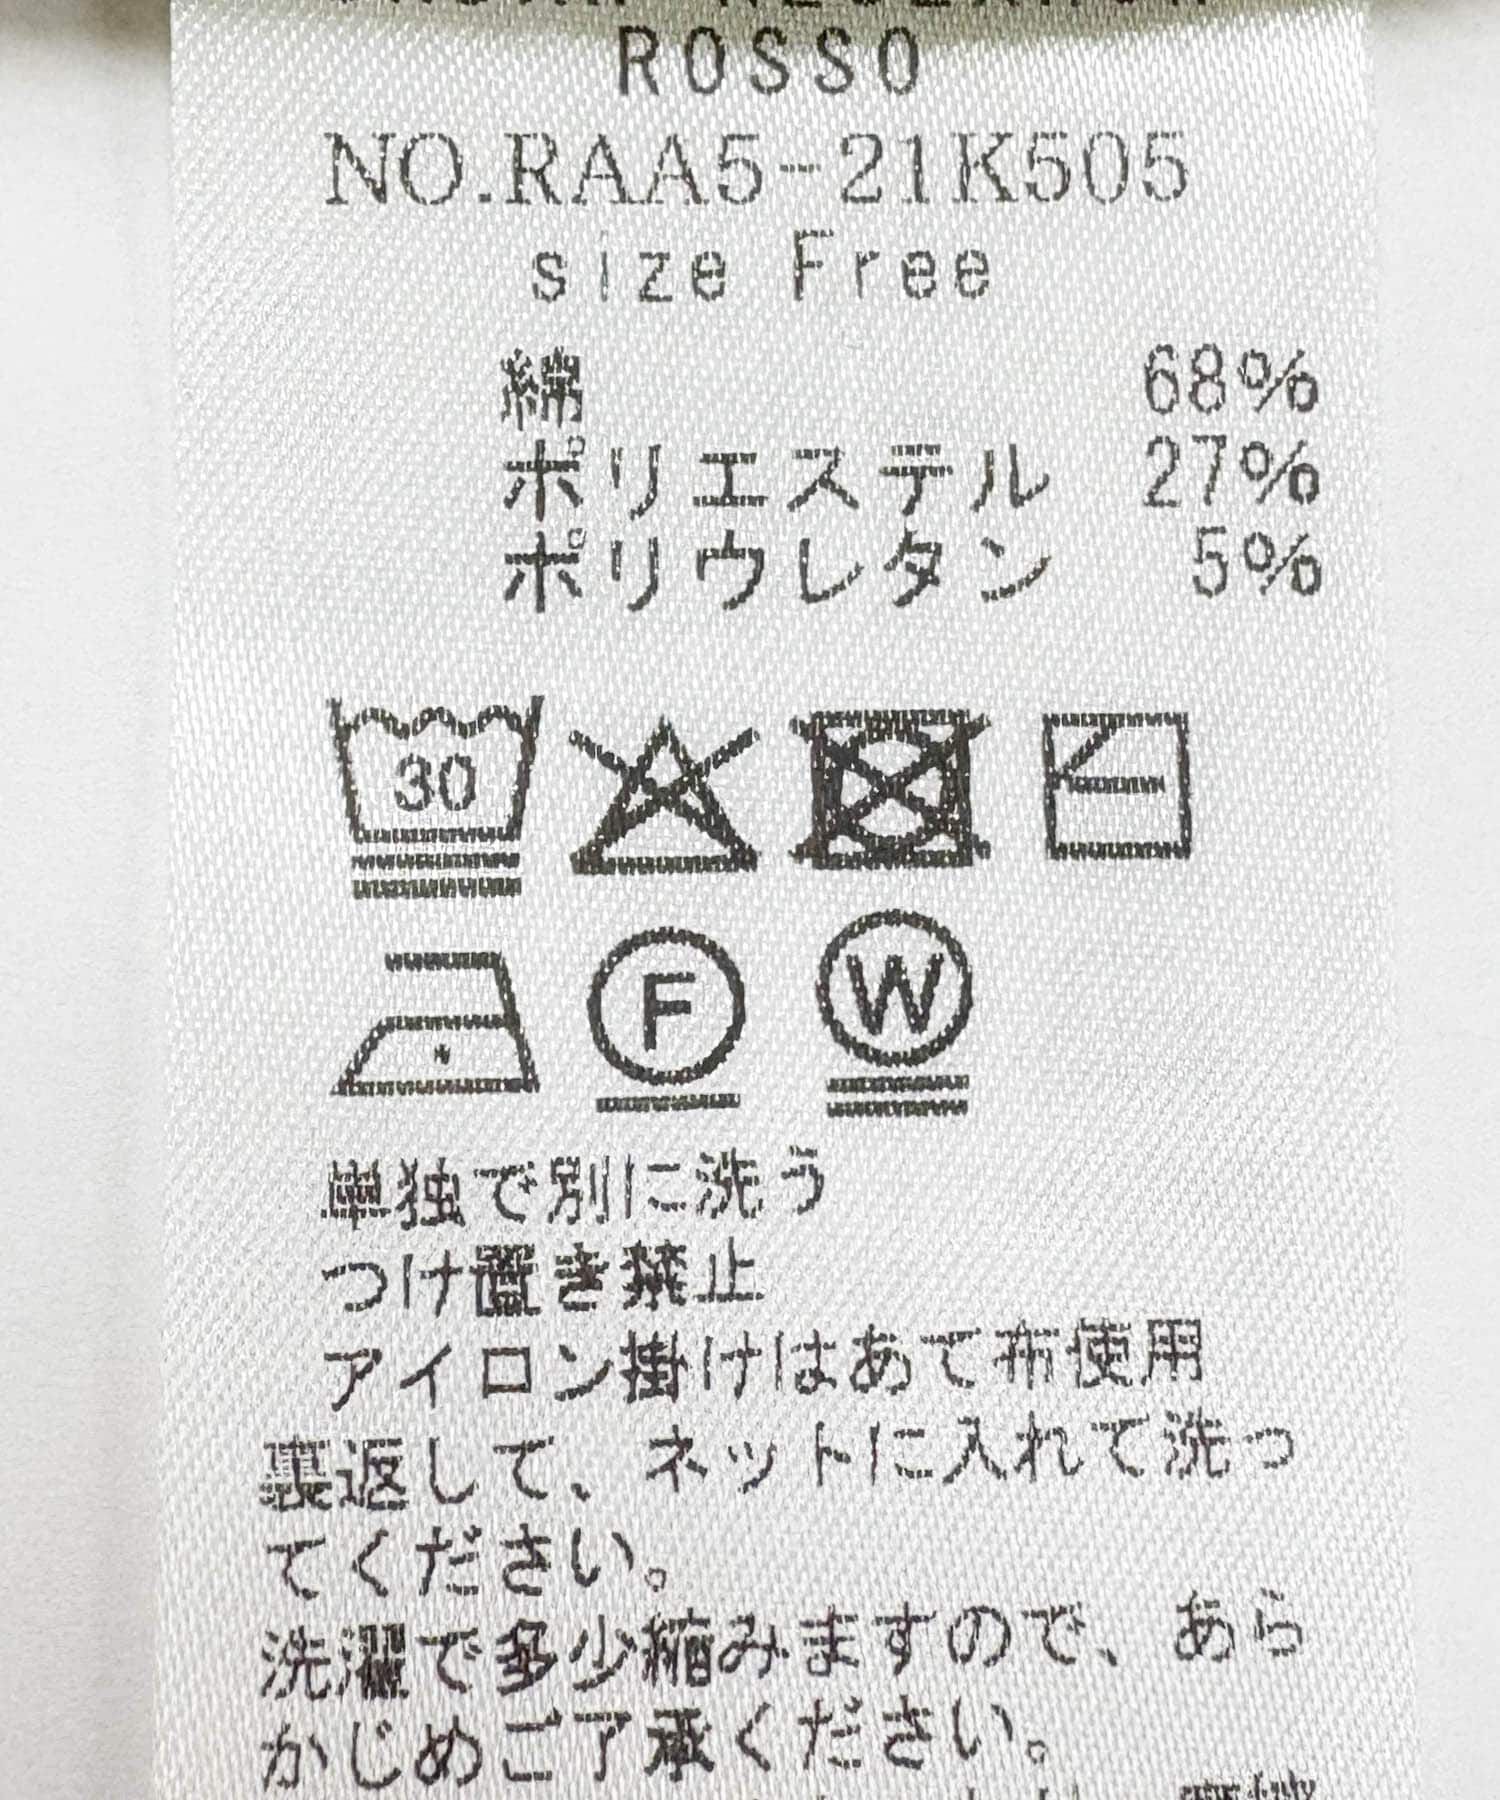 ROSSO
NO.RAA5-21K505
size Free
綿 68%
ポリエステル 27%
ポリウレタン 5%
30
F W
単独で別に洗う
つけ置き禁止
アイロン掛けはあて布使用
裏返して、ネットに入れて洗っ
てください。
洗濯で多少縮みますので、あら
かじめご了承ください。